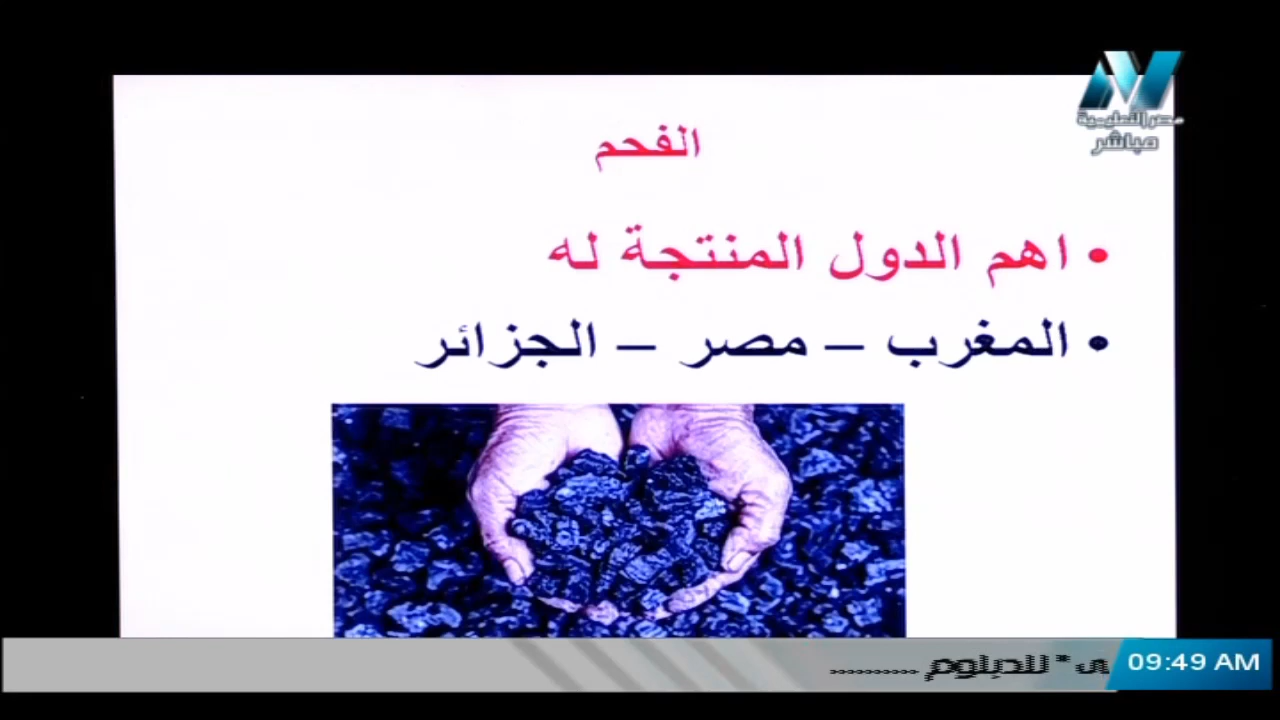 مصر التعليمية
مباشر
الفحم
• اهم الدول المنتجة له
• المغرب – مصر – الجزائر
ى * للدبلوم ..........
09:49 AM